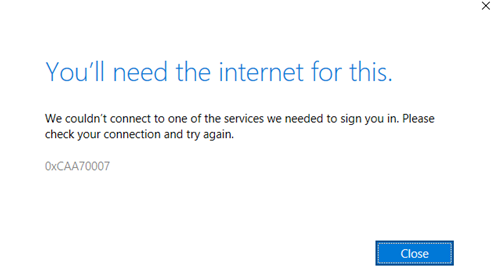 You’ll need the internet for this.
We couldn’t connect to one of the services we needed to sign you in. Please
check your connection and try again.
0xCAA70007
Close